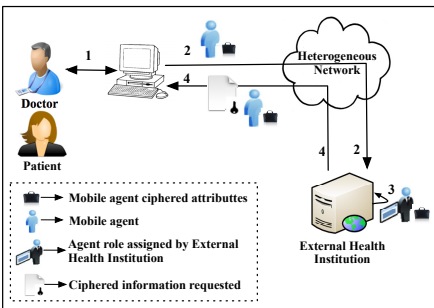 1
2
Heterogeneous
Network
4
Doctor
Patient
4
2
3
External Health
Institution
Mobile agent ciphered attributtes
Mobile agent
Agent role assigned by External
Health Institution
Ciphered information requested